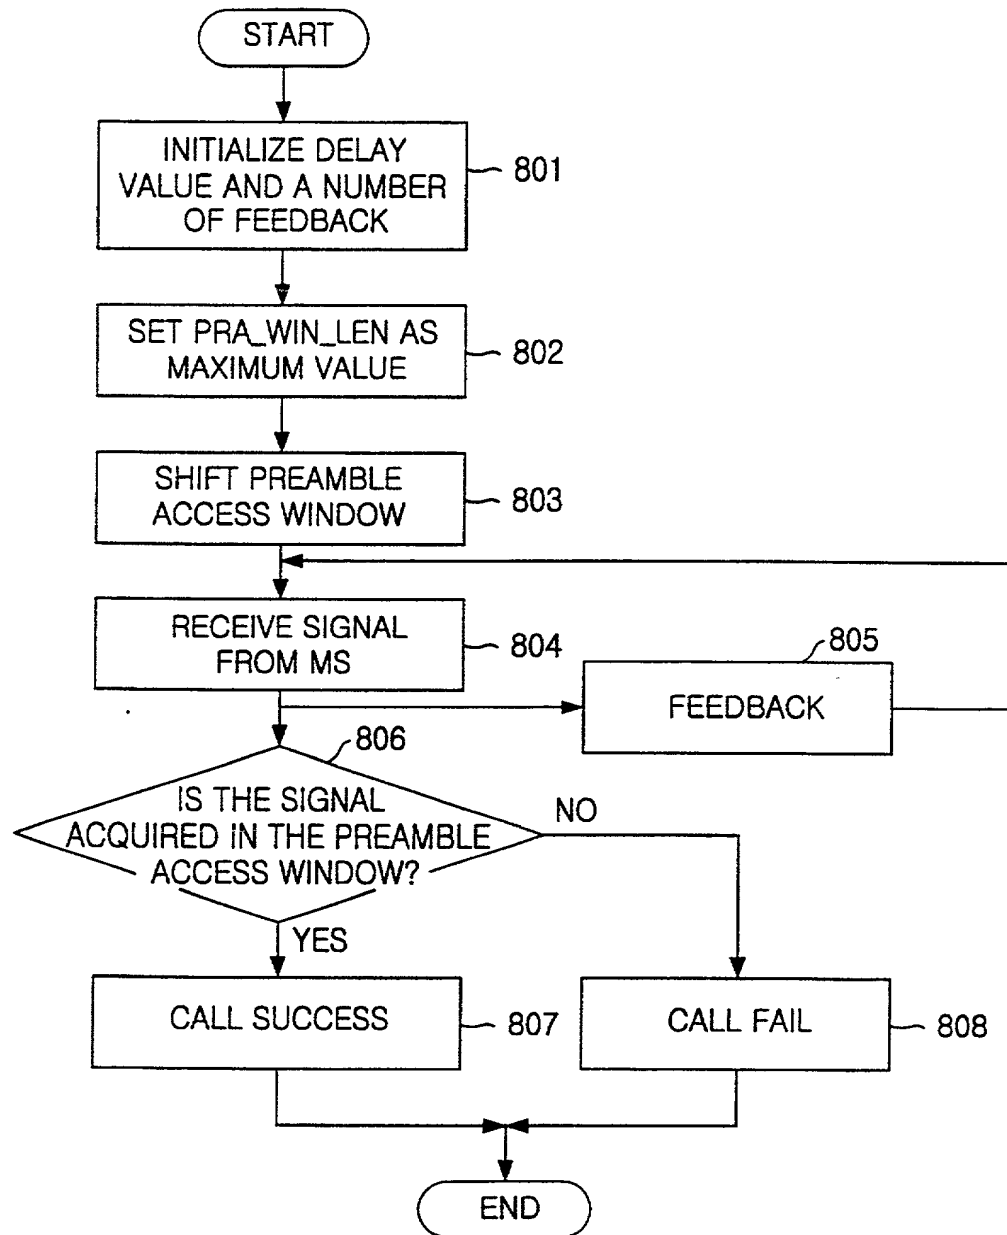 START
INITIALIZE DELAY
VALUE AND A NUMBER
OF FEEDBACK
801
SET PRA_WIN_LEN AS
MAXIMUM VALUE
802
SHIFT PREAMBLE
ACCESS WINDOW
803
RECEIVE SIGNAL
FROM MS
804
805
FEEDBACK
806
IS THE SIGNAL
ACQUIRED IN THE PREAMBLE
ACCESS WINDOW?
NO
YES
CALL SUCCESS
807
CALL FAIL
808
END